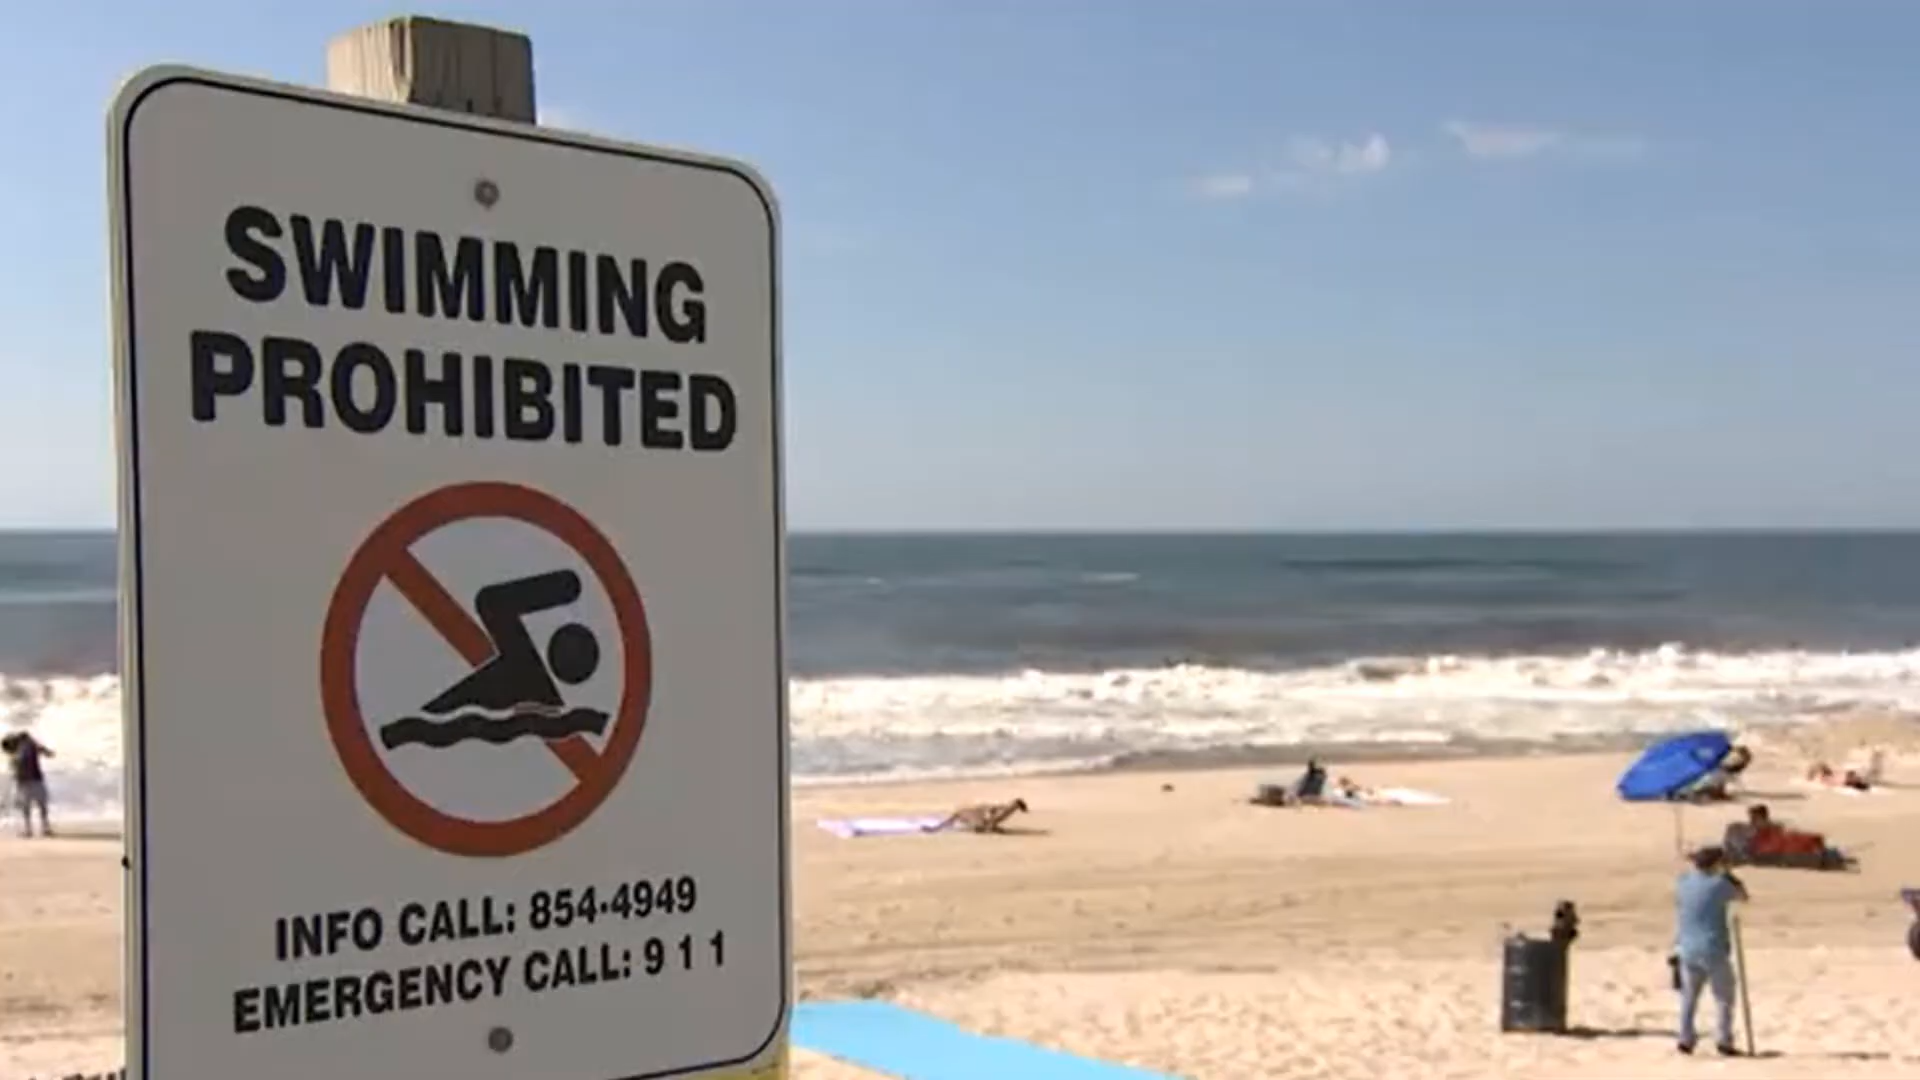 SWIMMING
PROHIBITED
INFO CALL: 854-4949
EMERGENCY CALL: 9 1 1